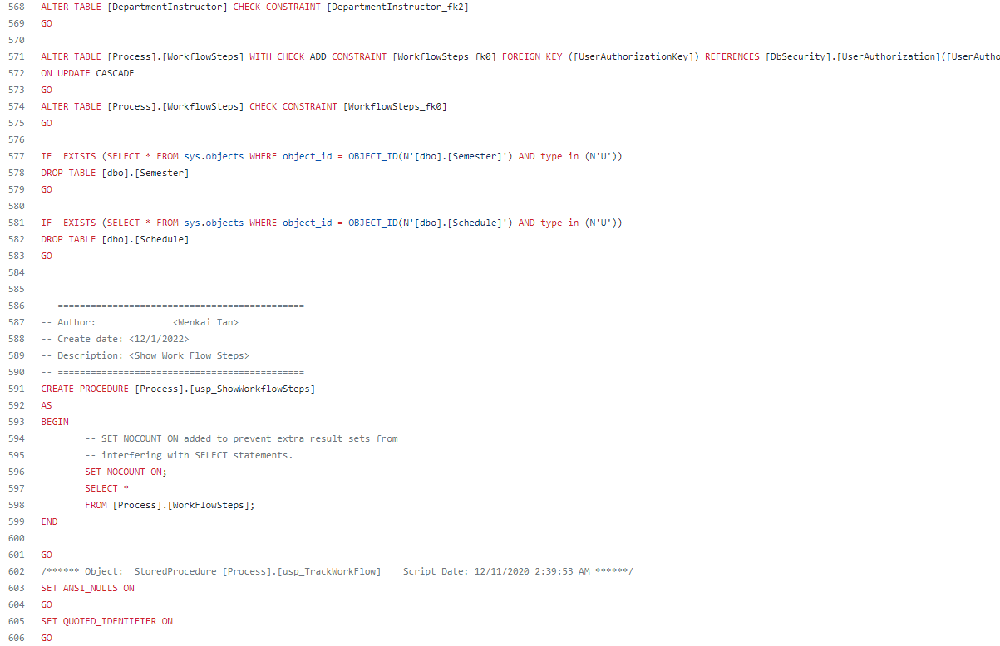 568 ALTER TABLE [DepartmentInstructor] CHECK CONSTRAINT [DepartmentInstructor_fk2]
569 GO
570
571 ALTER TABLE [Process].[WorkflowSteps] WITH CHECK ADD CONSTRAINT [WorkflowSteps_fk0] FOREIGN KEY ([UserAuthorizationKey]) REFERENCES [DbSecurity].[UserAuthorization]([UserAutho
572 ON UPDATE CASCADE
573 GO
574 ALTER TABLE [Process].[WorkflowSteps] CHECK CONSTRAINT [WorkflowSteps_fk0]
575 GO
576
577 IF  EXISTS (SELECT * FROM sys.objects WHERE object_id = OBJECT_ID(N'[dbo].[Semester]') AND type in (N'U'))
578 DROP TABLE [dbo].[Semester]
579 GO
580
581 IF  EXISTS (SELECT * FROM sys.objects WHERE object_id = OBJECT_ID(N'[dbo].[Schedule]') AND type in (N'U'))
582 DROP TABLE [dbo].[Schedule]
583 GO
584
585
586 -- =============================================
587 -- Author:              <Wenkai Tan>
588 -- Create date: <12/1/2022>
589 -- Description: <Show Work Flow Steps>
590 -- =============================================
591 CREATE PROCEDURE [Process].[usp_ShowWorkflowSteps]
592 AS
593 BEGIN
594         -- SET NOCOUNT ON added to prevent extra result sets from
595         -- interfering with SELECT statements.
596         SET NOCOUNT ON;
597         SELECT *
598         FROM [Process].[WorkFlowSteps];
599 END
600
601 GO
602 /****** Object:  StoredProcedure [Process].[usp_TrackWorkFlow]    Script Date: 12/11/2020 2:39:53 AM ******/
603 SET ANSI_NULLS ON
604 GO
605 SET QUOTED_IDENTIFIER ON
606 GO